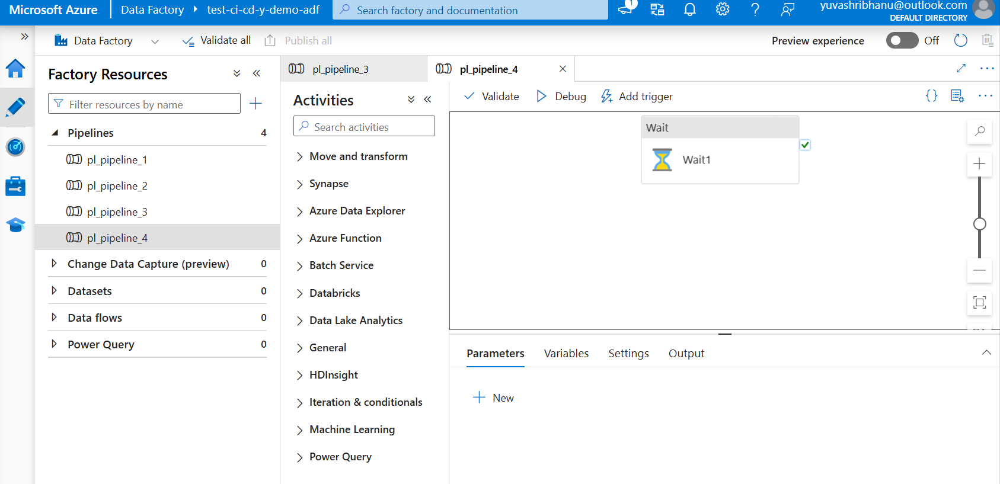 Microsoft Azure
Data Factory
test-ci-cd-y-demo-adf
Search factory and documentation
1
yuvashribhanu@outlook.com
DEFAULT DIRECTORY
Data Factory
Validate all
Publish all
Preview experience
Off
Factory Resources
Filter resources by name
Pipelines 4
pl_pipeline_1
pl_pipeline_2
pl_pipeline_3
pl_pipeline_4
Change Data Capture (preview) 0
Datasets 0
Data flows 0
Power Query 0
pl_pipeline_3
pl_pipeline_4
Activities
Search activities
Move and transform
Synapse
Azure Data Explorer
Azure Function
Batch Service
Databricks
Data Lake Analytics
General
HDInsight
Iteration & conditionals
Machine Learning
Power Query
Validate
Debug
Add trigger
Wait
Wait1
Parameters
Variables
Settings
Output
New